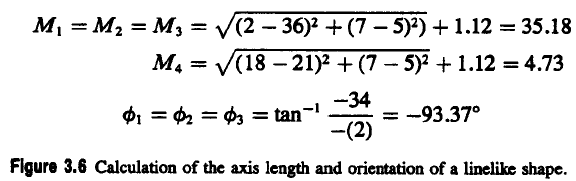 M₁ = M₂ = M₃ = √(2 – 36)² + (7 – 5)²) + 1.12 = 35.18
M₄ = √(18 – 21)² + (7 – 5)² + 1.12 = 4.73
ϕ₁ = ϕ₂ = ϕ₃ = tan⁻¹ –34 / –(2) = –93.37°
Figure 3.6 Calculation of the axis length and orientation of a linelike shape.